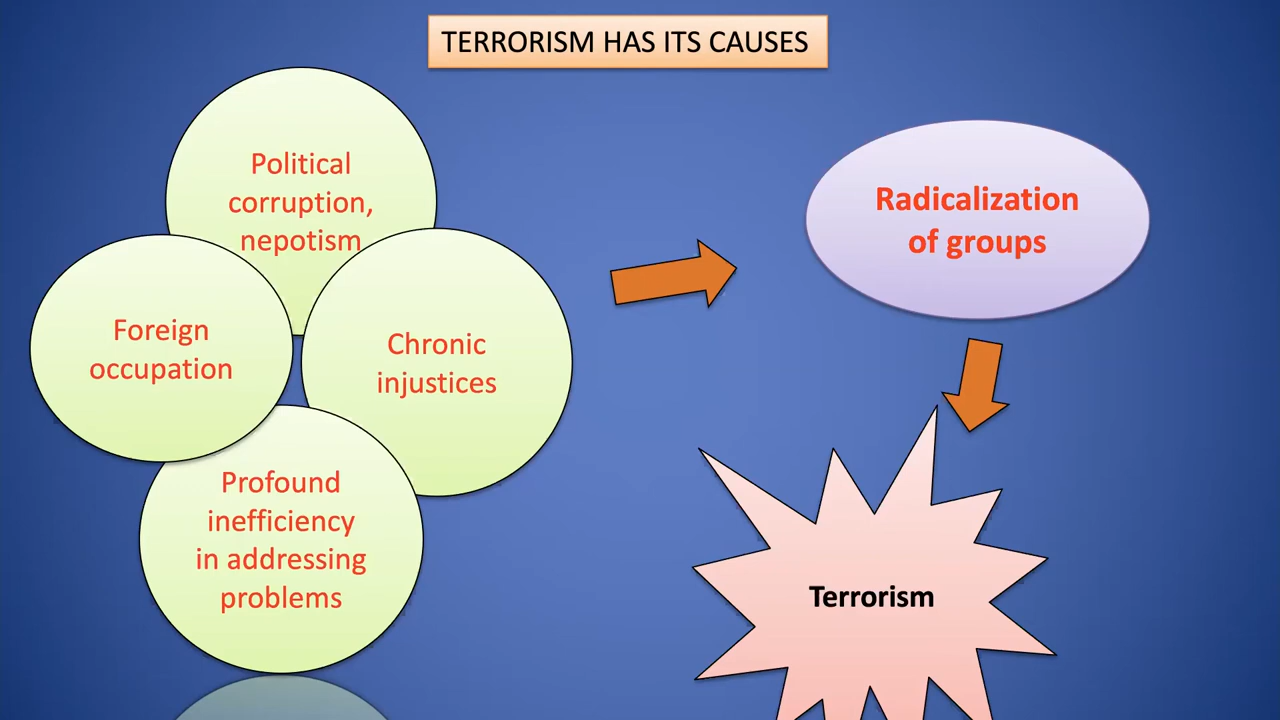 TERRORISM HAS ITS CAUSES
Political
corruption,
nepotism
Foreign
occupation
Chronic
injustices
Profound
inefficiency
in addressing
problems
Radicalization
of groups
Terrorism